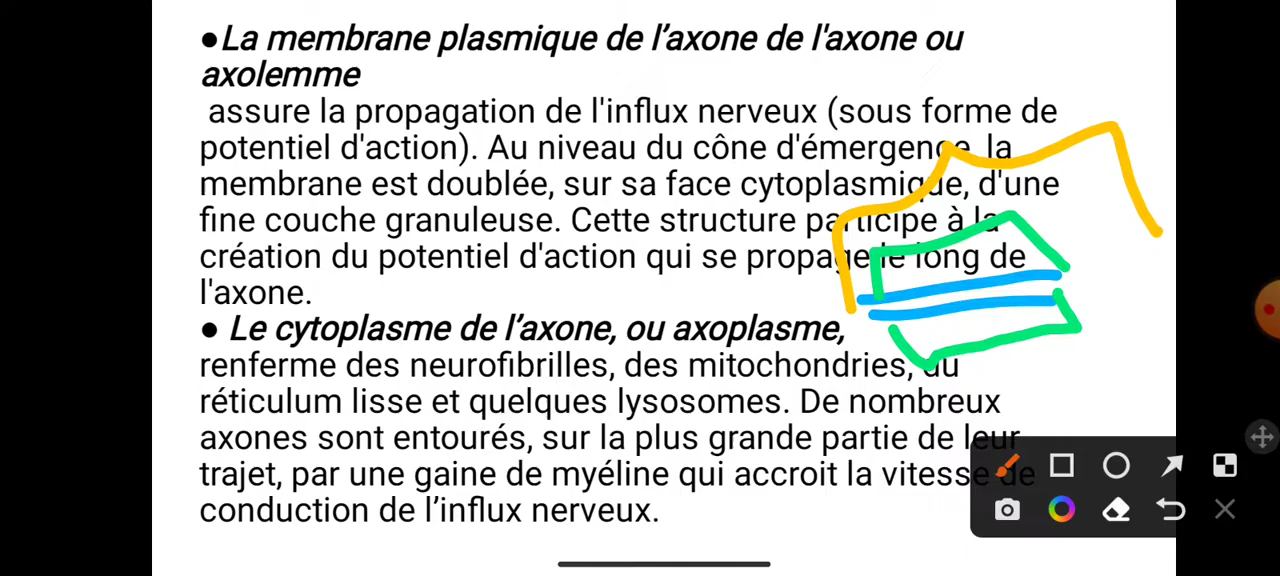 ●La membrane plasmique de l’axone de l'axone ou
axolemme
assure la propagation de l'influx nerveux (sous forme de
potentiel d'action). Au niveau du cône d'émergence, la
membrane est doublée, sur sa face cytoplasmique, d'une
fine couche granuleuse. Cette structure participe à la
création du potentiel d'action qui se propage le long de
l'axone.
● Le cytoplasme de l’axone, ou axoplasme,
renferme des neurofibrilles, des mitochondries, du
réticulum lisse et quelques lysosomes. De nombreux
axones sont entourés, sur la plus grande partie de leur
trajet, par une gaine de myéline qui accroit la vitesse de
conduction de l’influx nerveux.